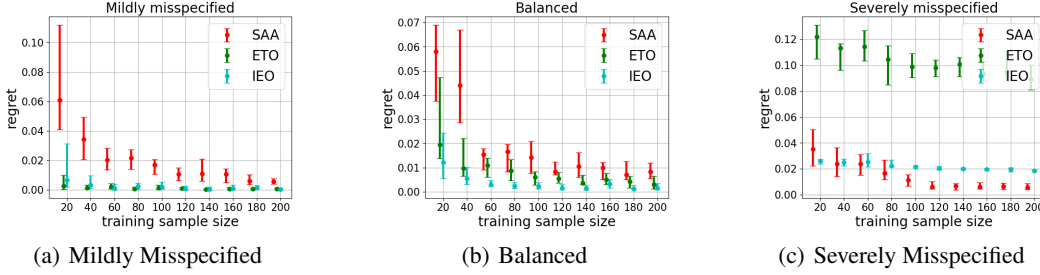 Mildly misspecified
0.10
0.08
0.06
0.04
0.02
0.00
regret
SAA
ETO
IEO
20 40 60 80 100 120 140 160 180 200
training sample size
(a) Mildly Misspecified
Balanced
0.07
0.06
0.05
0.04
0.03
0.02
0.01
0.00
regret
SAA
ETO
IEO
20 40 60 80 100 120 140 160 180 200
training sample size
(b) Balanced
Severely misspecified
0.12
0.10
0.08
0.06
0.04
0.02
0.00
regret
SAA
ETO
IEO
20 40 60 80 100 120 140 160 180 200
training sample size
(c) Severely Misspecified